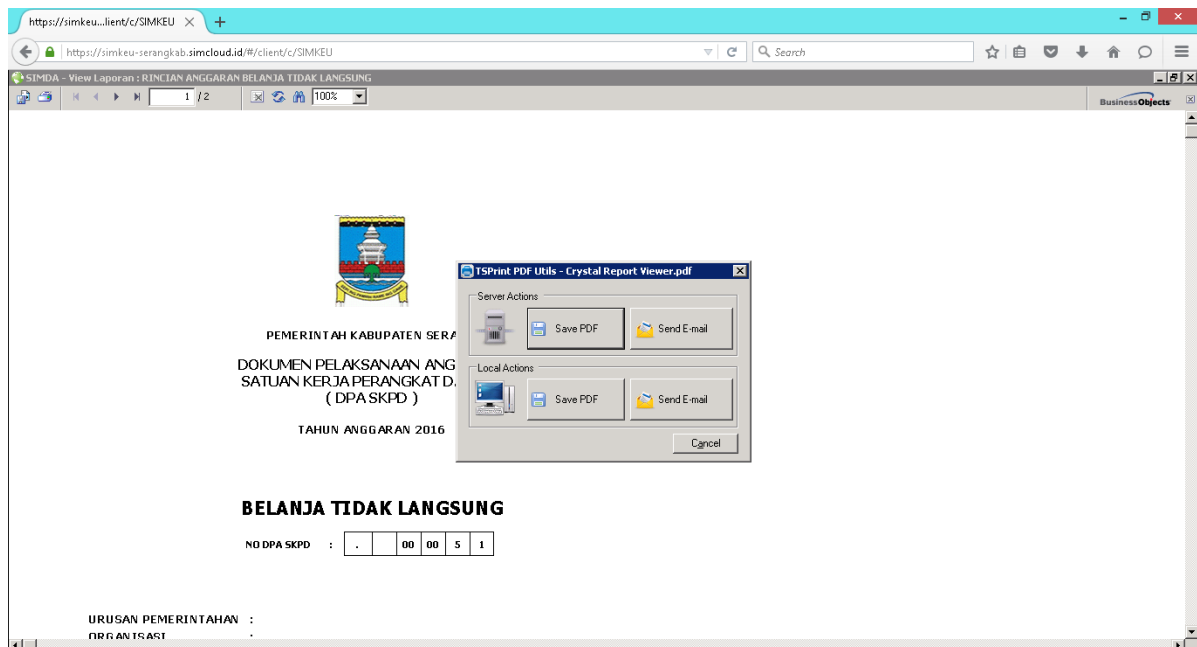 https://simkeu...lient/c/SIMKEU
https://simkeu-serangkab.simcloud.id/#/client/c/SIMKEU
Search
SIMDA - View Laporan : RINCIAN ANGGARAN BELANJA TIDAK LANGSUNG
1 /2
100%
BusinessObjects
PEMERINTAH KABUPATEN SERA
DOKUMEN PELAKSANAAN ANG
SATUAN KERJA PERANGKAT D
( DPA SKPD )
TAHUN ANGGARAN 2016
TSPrint PDF Utils - Crystal Report Viewer.pdf
Server Actions
Save PDF
Send E-mail
Local Actions
Save PDF
Send E-mail
Cancel
BELANJA TIDAK LANGSUNG
NO DPA SKPD : . 00 00 5 1
URUSAN PEMERINTAHAN :
ORGANISASI :